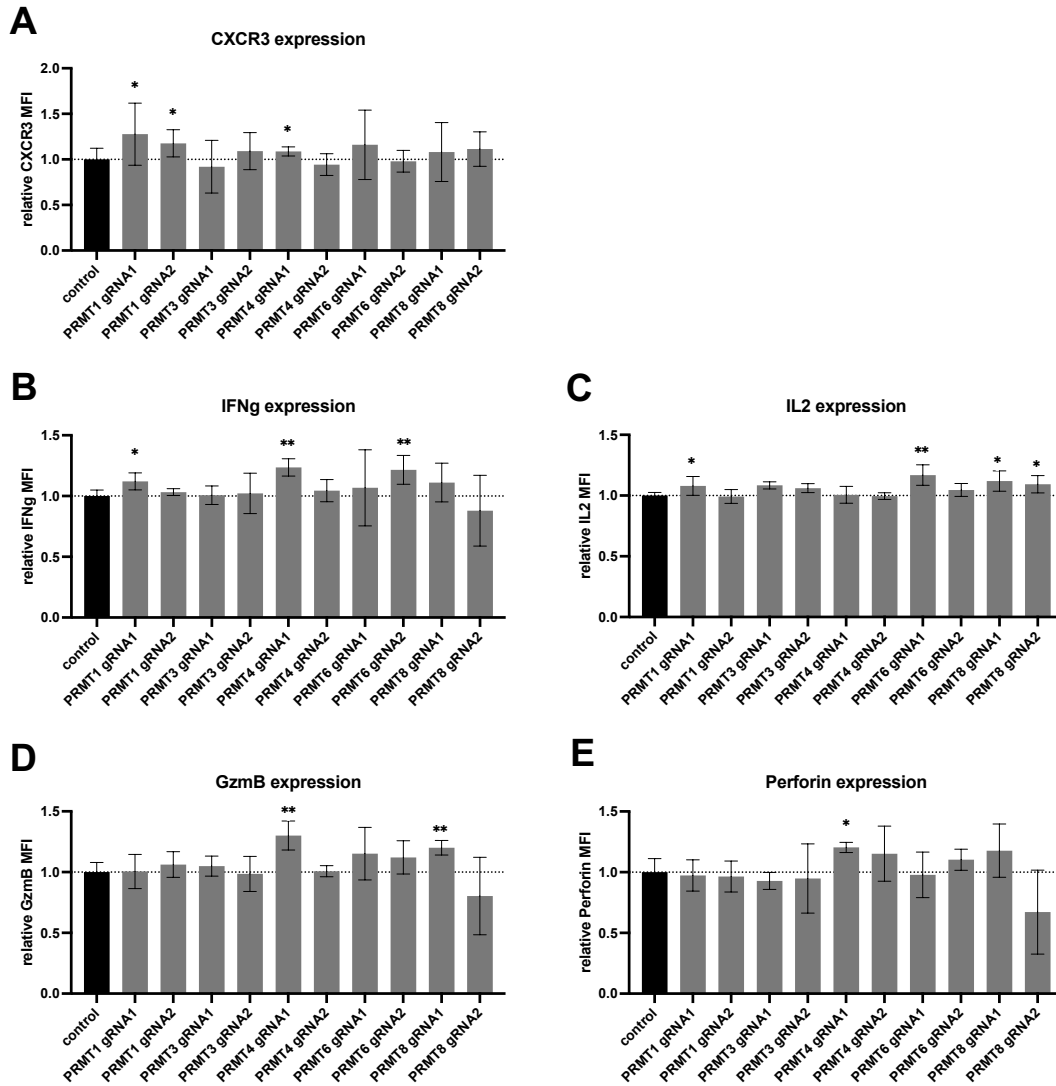 A
CXCR3 expression
relative CXCR3 MFI
2.0
1.5
1.0
0.5
0.0
*
*
*
control
PRMT1 gRNA1
PRMT1 gRNA2
PRMT3 gRNA1
PRMT3 gRNA2
PRMT4 gRNA1
PRMT4 gRNA2
PRMT6 gRNA1
PRMT6 gRNA2
PRMT8 gRNA1
PRMT8 gRNA2
B
IFNg expression
relative IFNg MFI
1.5
1.0
0.5
0.0
*
**
**
control
PRMT1 gRNA1
PRMT1 gRNA2
PRMT3 gRNA1
PRMT3 gRNA2
PRMT4 gRNA1
PRMT4 gRNA2
PRMT6 gRNA1
PRMT6 gRNA2
PRMT8 gRNA1
PRMT8 gRNA2
C
IL2 expression
relative IL2 MFI
1.5
1.0
0.5
0.0
*
**
*
*
control
PRMT1 gRNA1
PRMT1 gRNA2
PRMT3 gRNA1
PRMT3 gRNA2
PRMT4 gRNA1
PRMT4 gRNA2
PRMT6 gRNA1
PRMT6 gRNA2
PRMT8 gRNA1
PRMT8 gRNA2
D
GzmB expression
relative GzmB MFI
1.5
1.0
0.5
0.0
**
**
control
PRMT1 gRNA1
PRMT1 gRNA2
PRMT3 gRNA1
PRMT3 gRNA2
PRMT4 gRNA1
PRMT4 gRNA2
PRMT6 gRNA1
PRMT6 gRNA2
PRMT8 gRNA1
PRMT8 gRNA2
E
Perforin expression
relative Perforin MFI
1.5
1.0
0.5
0.0
*
control
PRMT1 gRNA1
PRMT1 gRNA2
PRMT3 gRNA1
PRMT3 gRNA2
PRMT4 gRNA1
PRMT4 gRNA2
PRMT6 gRNA1
PRMT6 gRNA2
PRMT8 gRNA1
PRMT8 gRNA2